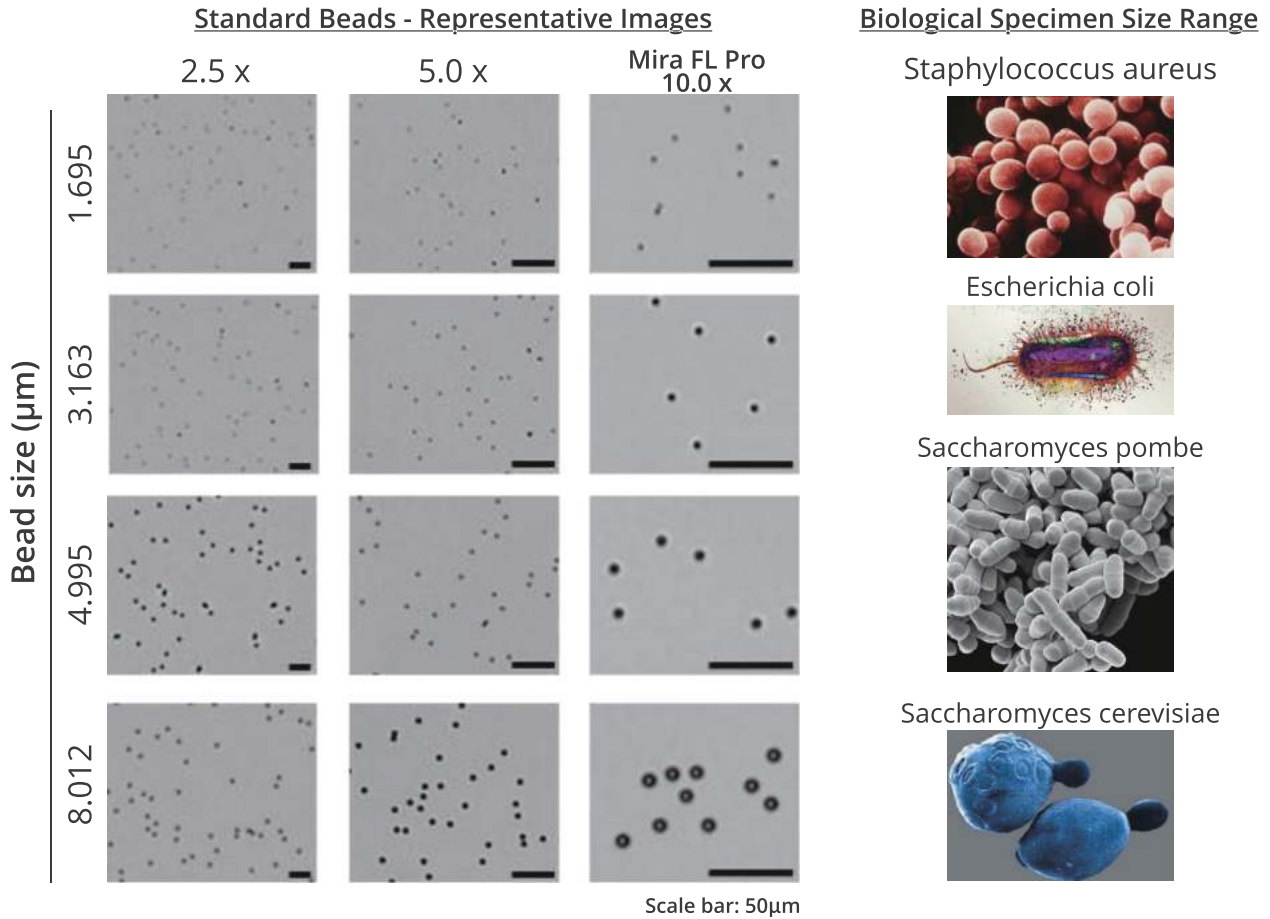 Standard Beads - Representative Images
Biological Specimen Size Range
2.5 x
5.0 x
Mira FL Pro
10.0 x
Staphylococcus aureus
Bead size (μm)
1.695
Escherichia coli
3.163
Saccharomyces pombe
4.995
Saccharomyces cerevisiae
8.012
Scale bar: 50μm